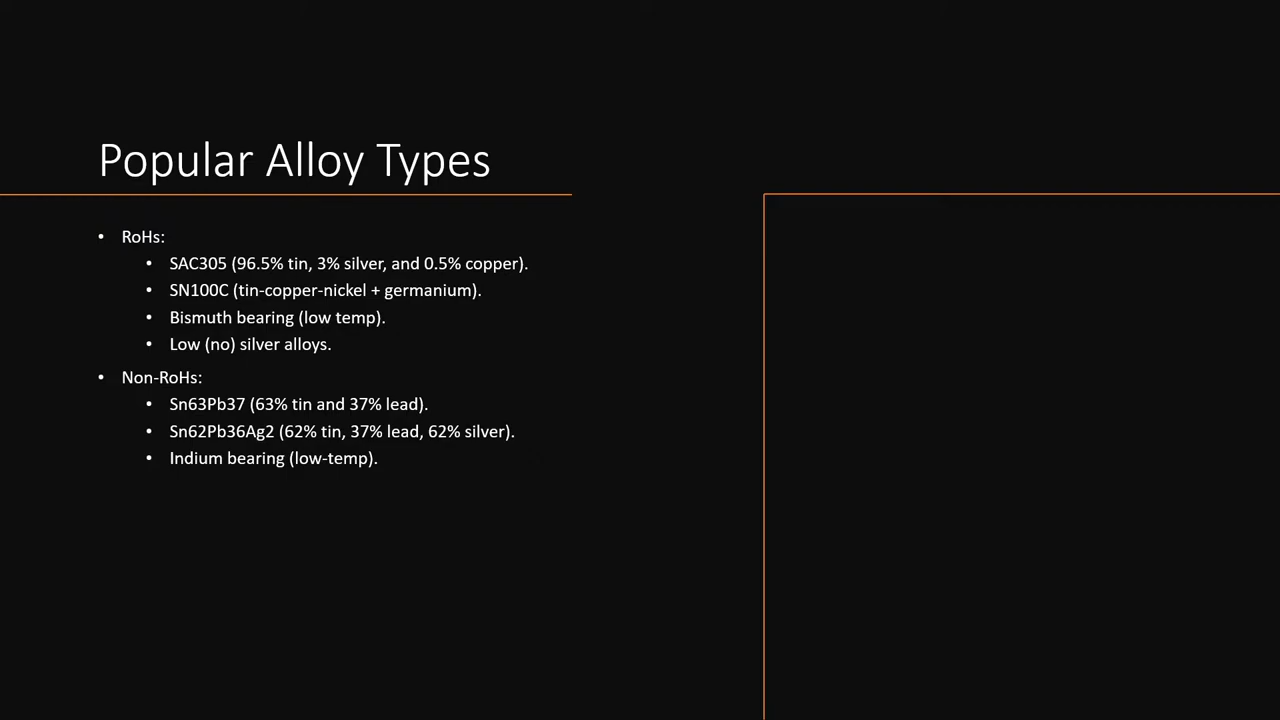 Popular Alloy Types
• RoHs:
• SAC305 (96.5% tin, 3% silver, and 0.5% copper).
• SN100C (tin-copper-nickel + germanium).
• Bismuth bearing (low temp).
• Low (no) silver alloys.
• Non-RoHs:
• Sn63Pb37 (63% tin and 37% lead).
• Sn62Pb36Ag2 (62% tin, 37% lead, 62% silver).
• Indium bearing (low-temp).